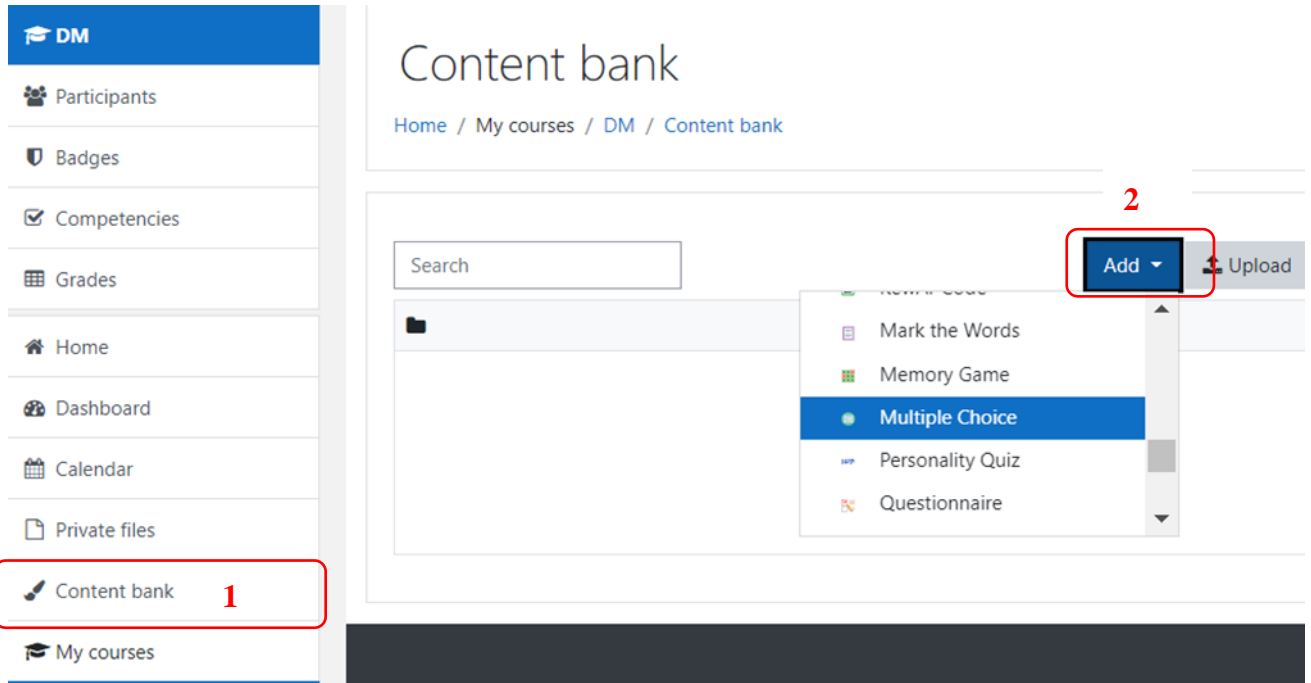 DM
Participants
Badges
Competencies
Grades
Home
Dashboard
Calendar
Private files
Content bank 1
My courses
Content bank
Home / My courses / DM / Content bank
2
Search
Add
Upload
Mark the Words
Memory Game
Multiple Choice
Personality Quiz
Questionnaire